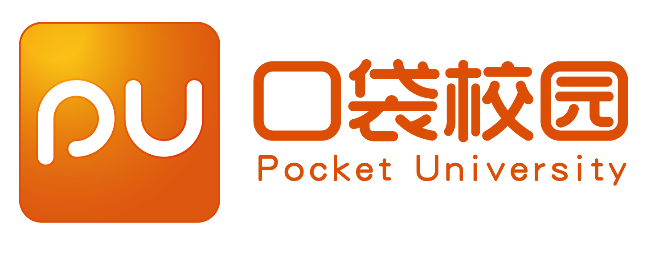 PU
口袋校园
Pocket University